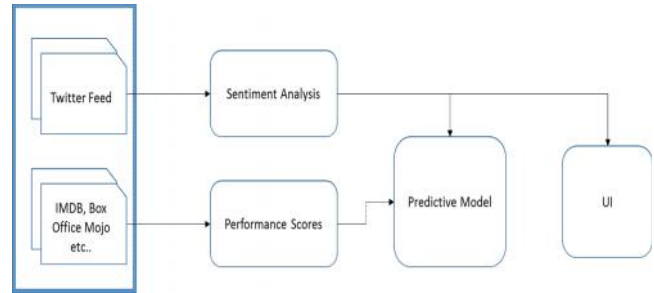 Twitter Feed
Sentiment Analysis
IMDB, Box
Office Mojo
etc..
Performance Scores
Predictive Model
UI